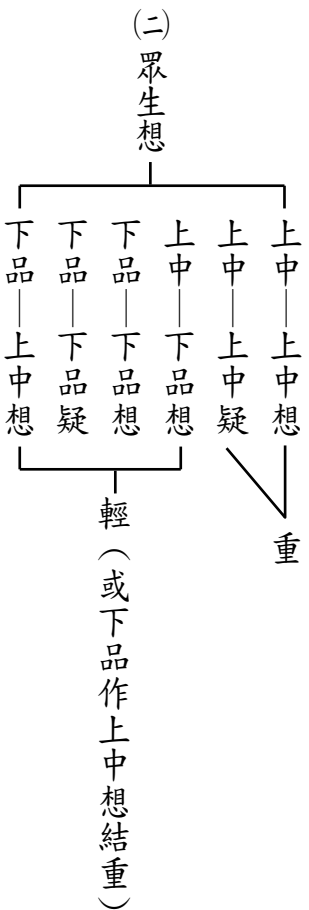 (二)眾生想
上中——上中想
上中——上中疑
上中——下品想
下品——下品想
下品——下品疑
下品——上中想
重
輕(或下品作上中想結重)